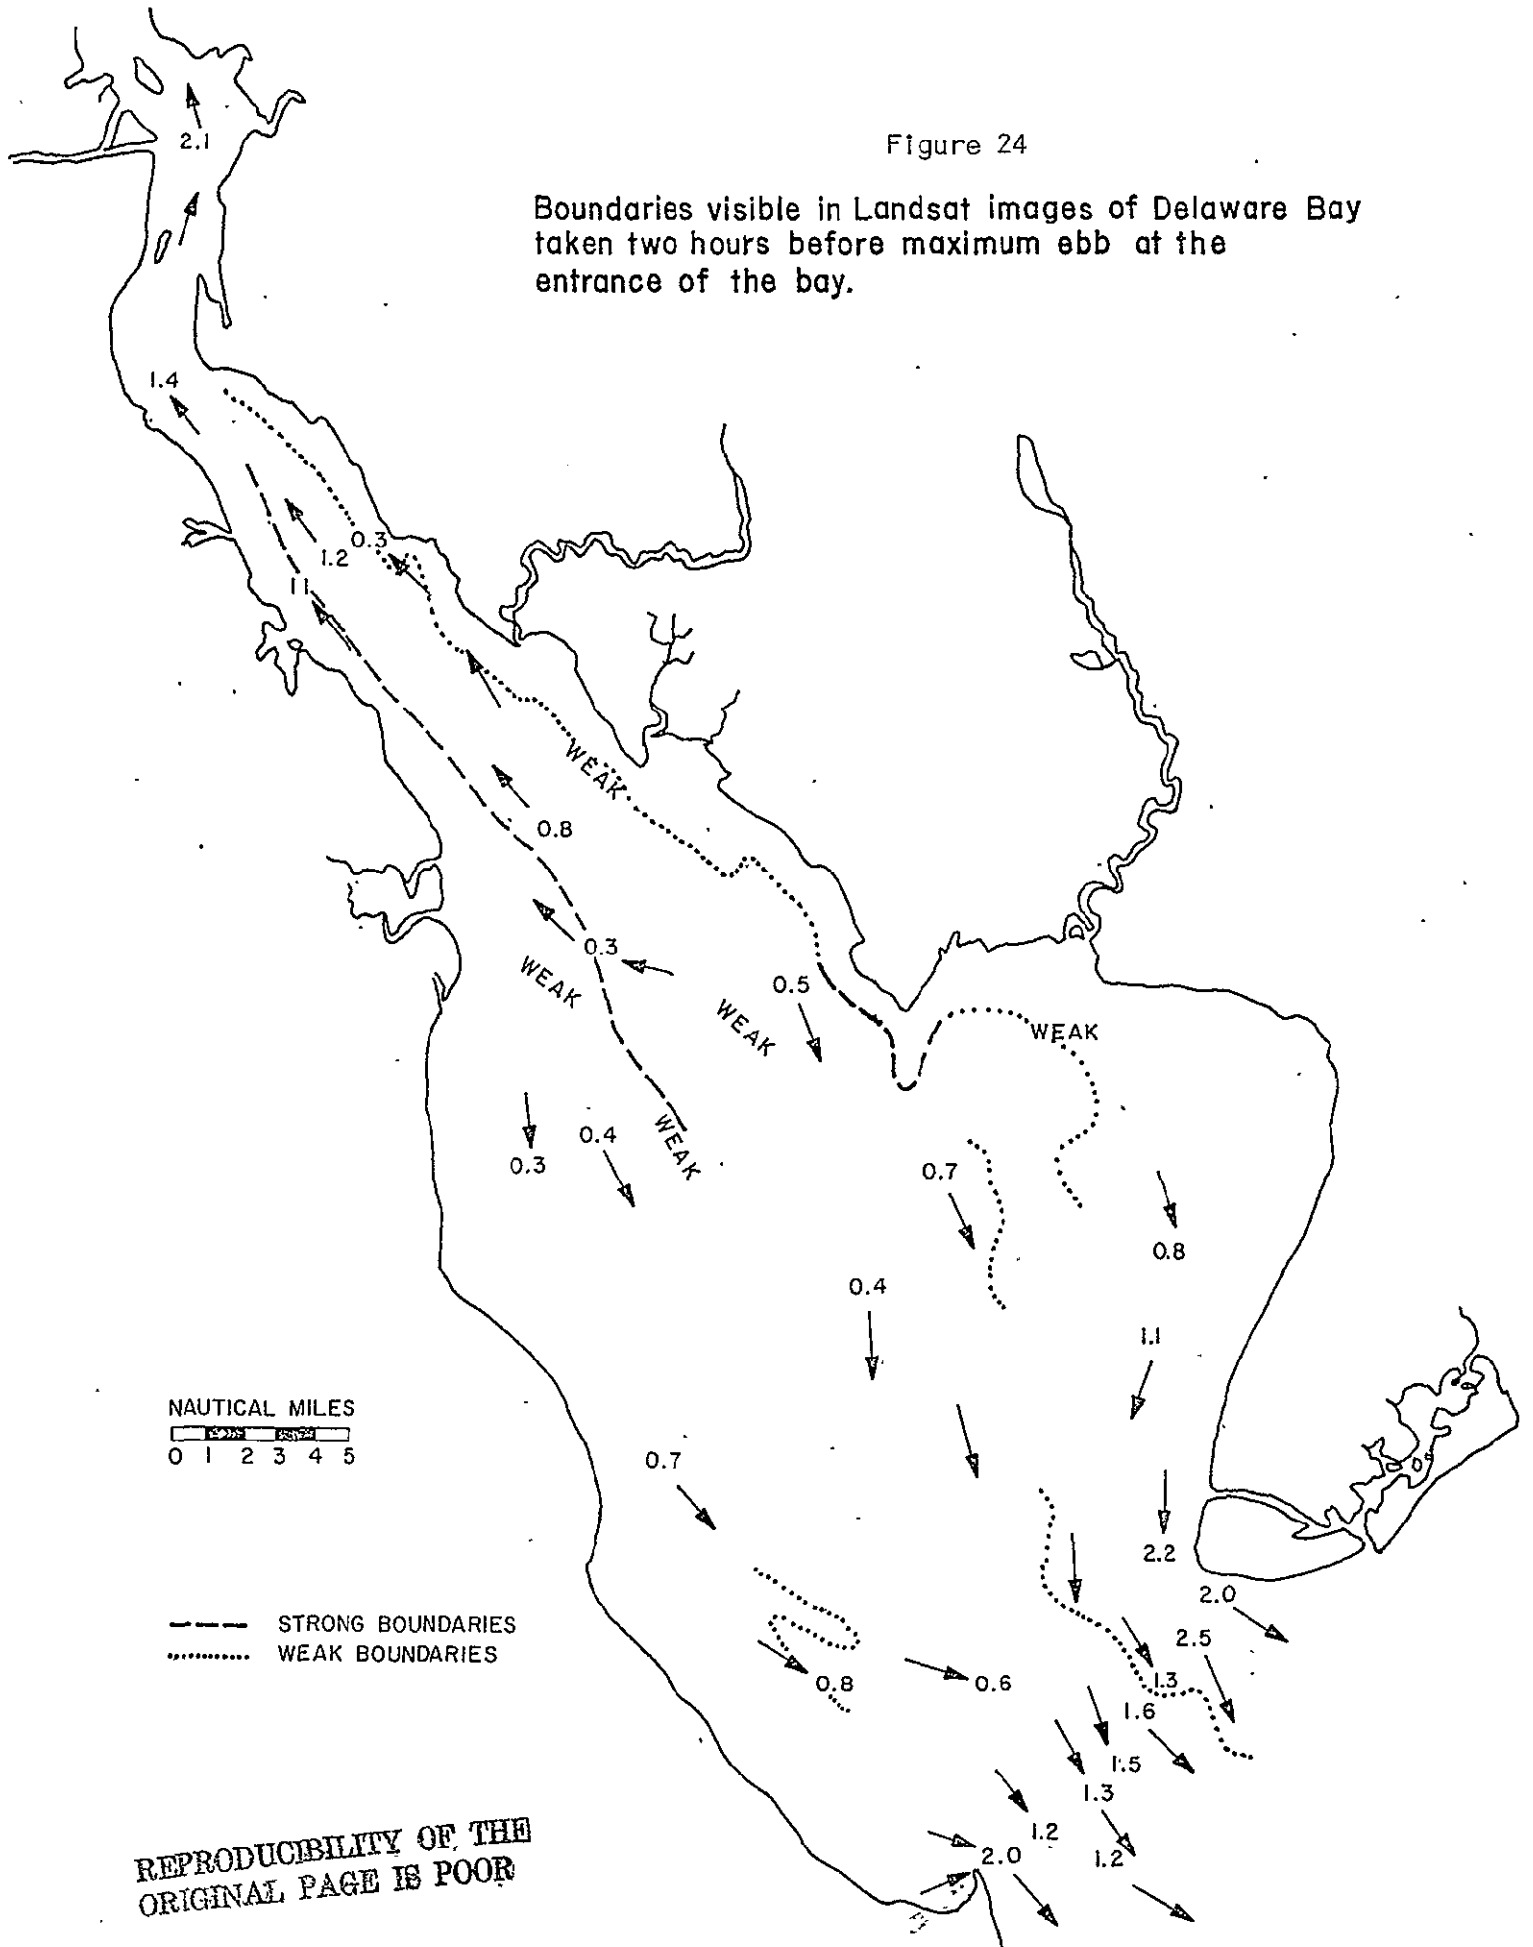 Figure 24
Boundaries visible in Landsat images of Delaware Bay
taken two hours before maximum ebb at the
entrance of the bay.
2.1
1.4
0.3
1.2
11
WEAK
0.8
0.3
WEAK
0.5
WEAK
WEAK
0.4
WEAK
0.3
0.7
0.8
0.4
1.1
NAUTICAL MILES
0 1 2 3 4 5
0.7
2.2
2.0
STRONG BOUNDARIES
WEAK BOUNDARIES
2.5
1.3
0.8
0.6
1.6
1.5
1.3
1.2
2.0
1.2
REPRODUCIBILITY OF THE
ORIGINAL PAGE IS POOR